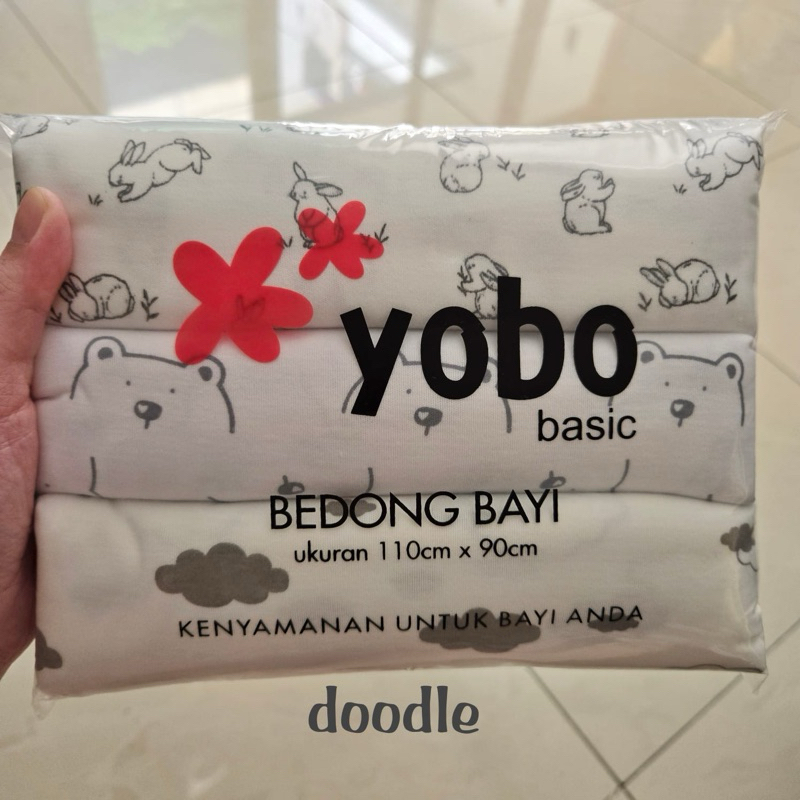 yobo
basic
BEDONG BAYI
ukuran 110cm x 90cm
KENYAMANAN UNTUK BAYI ANDA
doodle